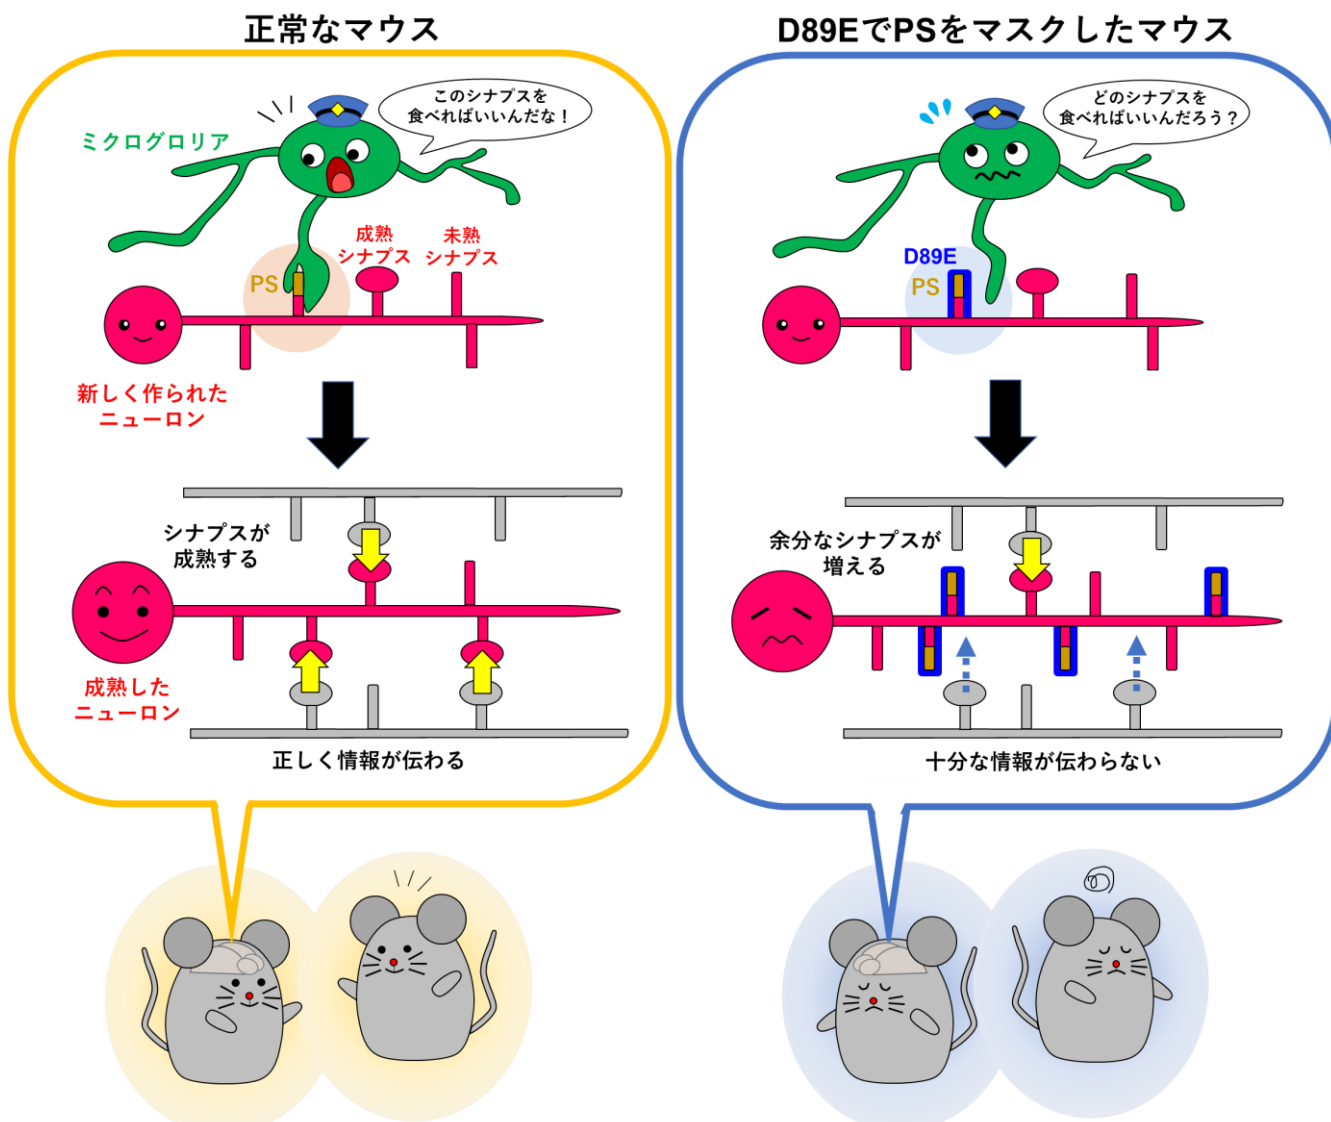 正常なマウス
このシナプスを
食べればいいんだな！
ミクログロリア
成熟
シナプス
未熟
シナプス
PS
新しく作られた
ニューロン
シナプスが
成熟する
成熟した
ニューロン
正しく情報が伝わる
D89EでPSをマスクしたマウス
どのシナプスを
食べればいいんだろう？
D89E
PS
余分なシナプスが
増える
十分な情報が伝わらない